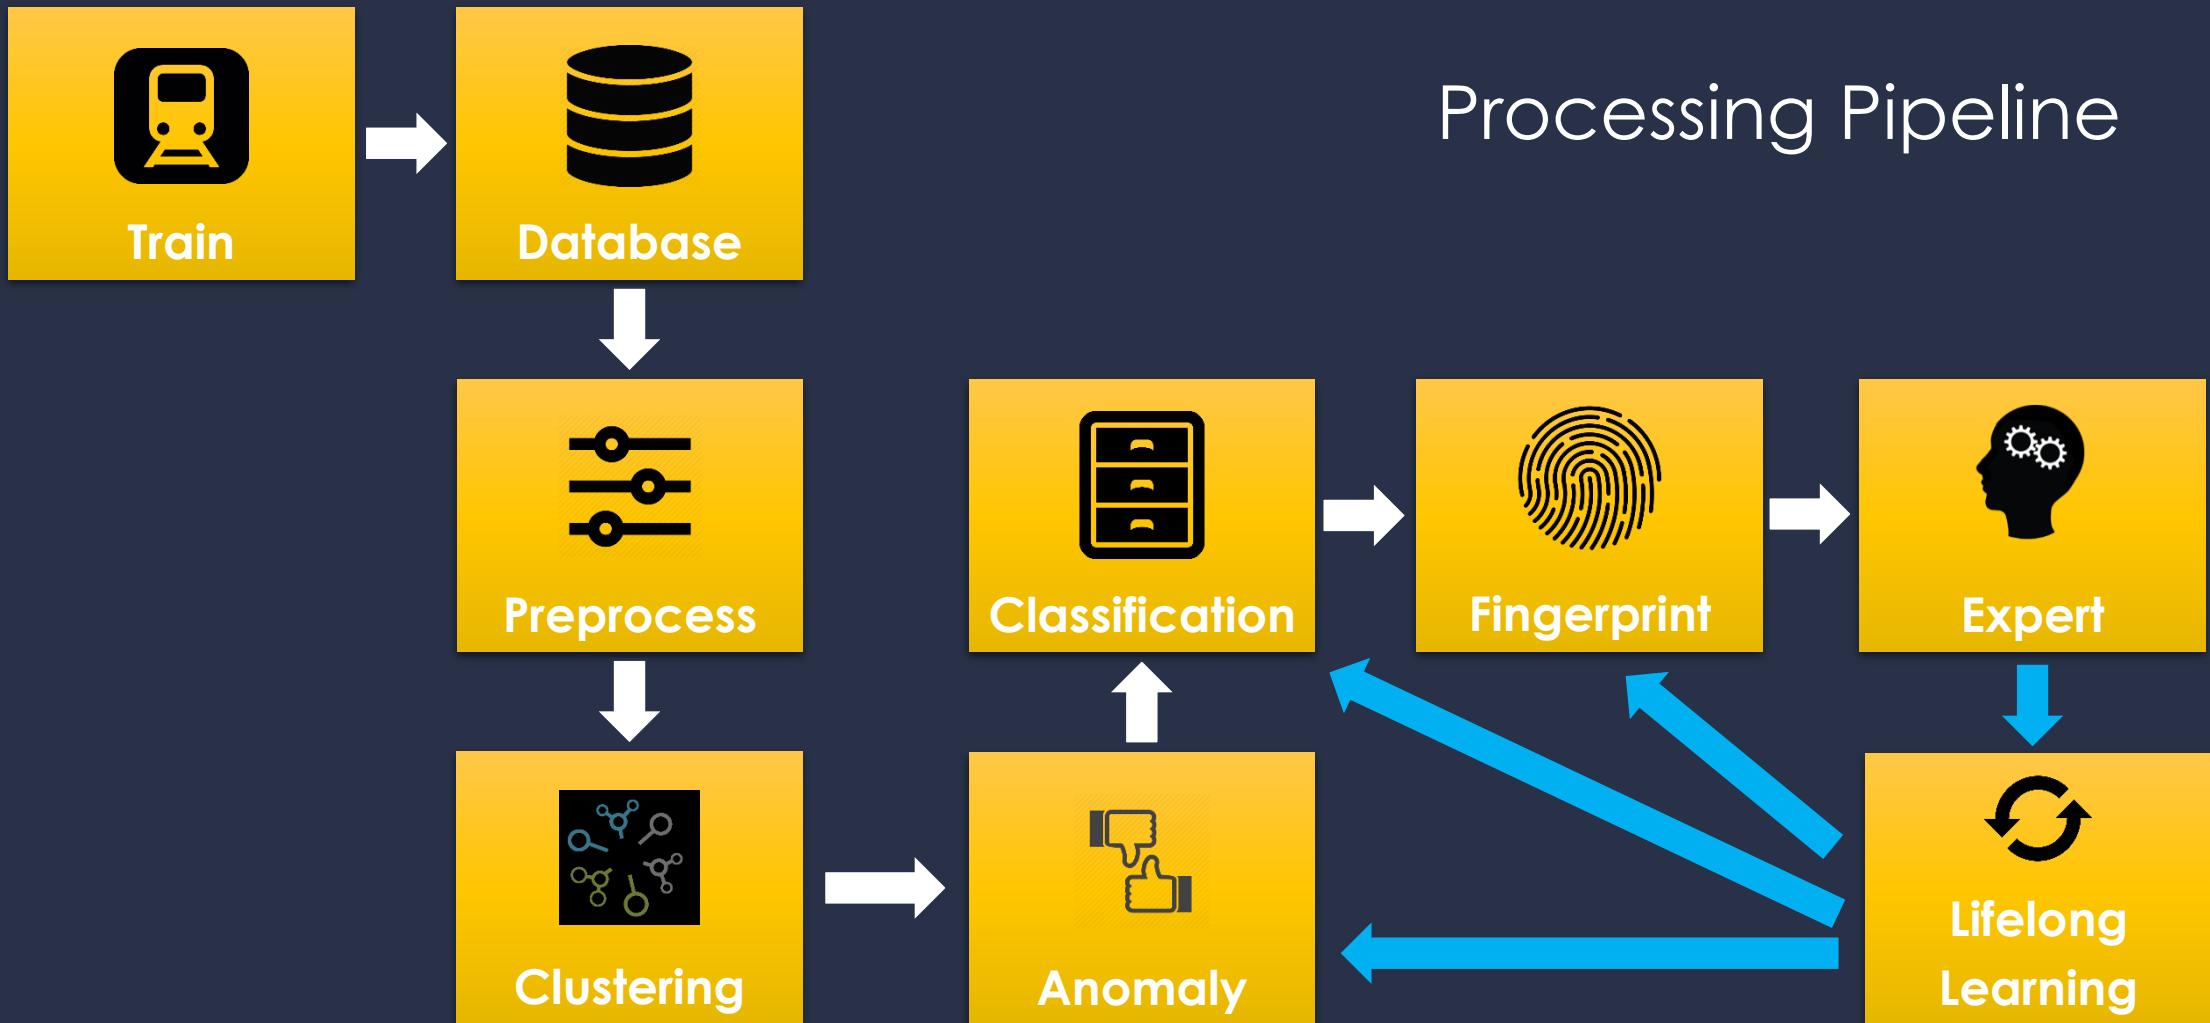 Processing Pipeline
Train
Database
Preprocess
Classification
Fingerprint
Expert
Clustering
Anomaly
Lifelong
Learning